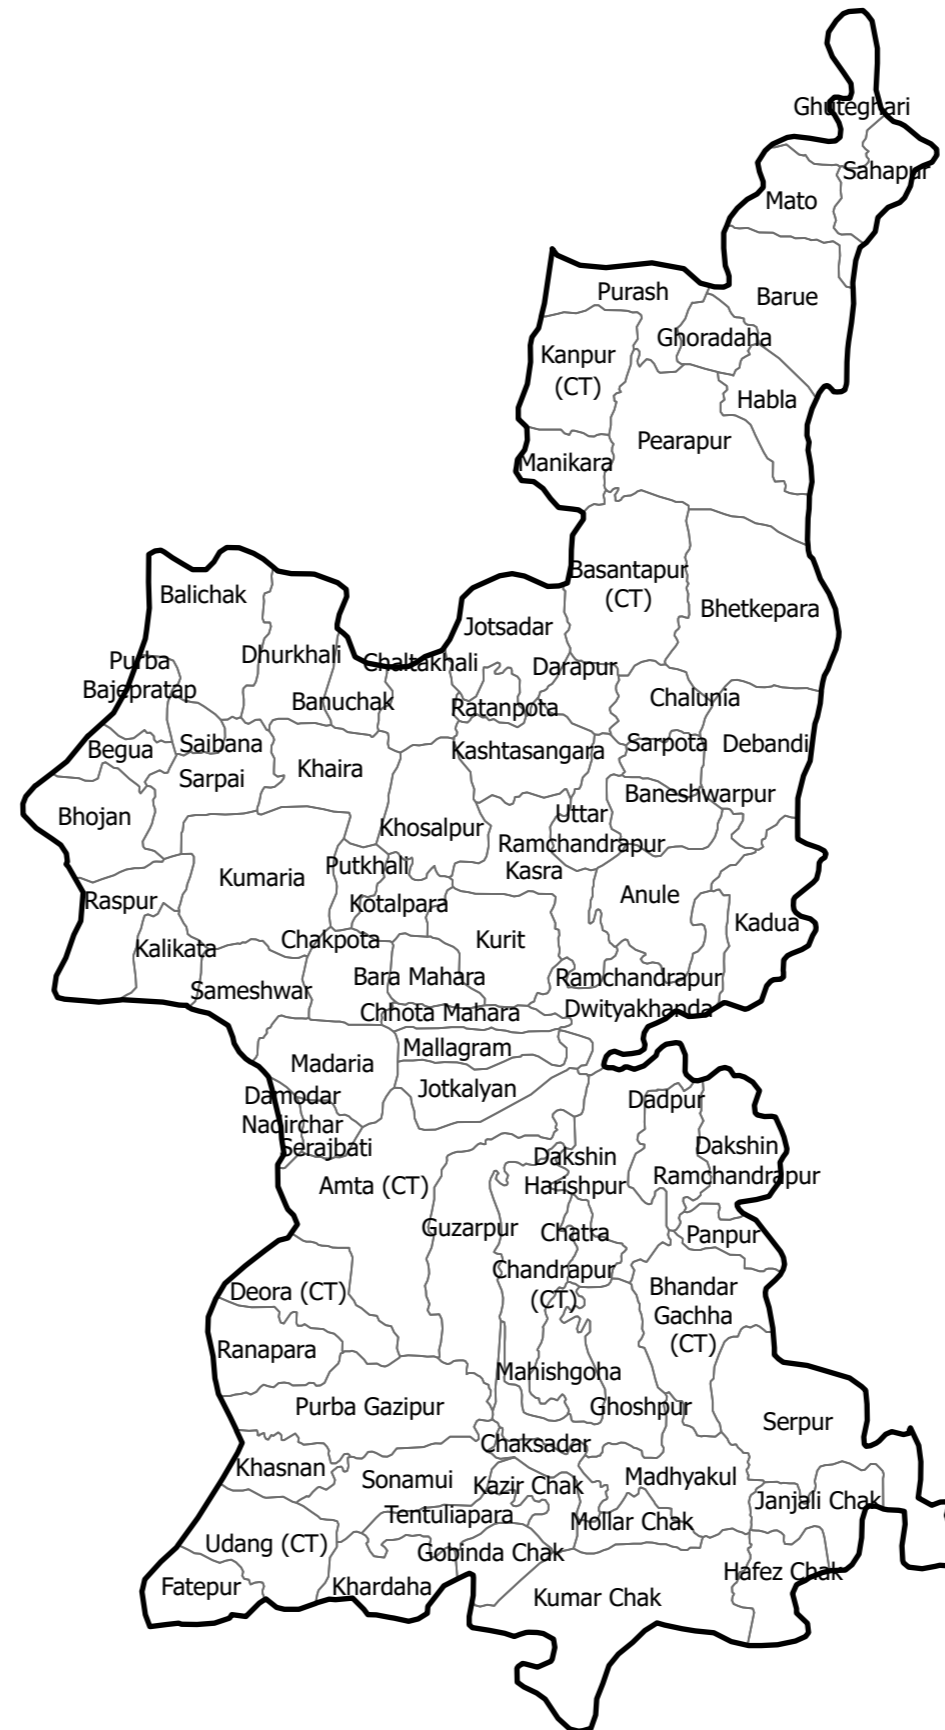 Ghuteghari
Sahapur
Mato
Purash
Barue
Ghoradaha
Kanpur
(CT)
Habla
Pearapur
Manikara
Basantapur
(CT)
Balichak
Bhetkepara
Jotsadar
Dhurkhali
Purba
Bajepratap
Chaltakhali
Darapur
Banuchak
Ratanpota
Chalunia
Begua
Saibana
Kashtasangara
Sarpota
Debandi
Sarpai
Khaira
Baneshwarpur
Bhojan
Khosalpur
Uttar
Ramchandrapur
Putkhali
Kasra
Kumaria
Anule
Raspur
Kotalpara
Kadua
Kalikata
Chakpota
Kurit
Bara Mahara
Ramchandrapur
Dwityakhanda
Sameshwar
Chhota Mahara
Mallagram
Madaria
Jotkalyan
Damodar
Nadirchar
Dadpur
Serajbati
Dakshin
Ramchandrapur
Dakshin
Harishpur
Amta (CT)
Guzarpur
Chatra
Panpur
Chandrapur
(CT)
Bhandar
Gachha
(CT)
Deora (CT)
Ranapara
Mahishgoha
Purba Gazipur
Ghoshpur
Serpur
Chaksadar
Khasnan
Sonamui
Kazir Chak
Madhyakul
Janjali Chak
Tentuliapara
Mollar Chak
Udang (CT)
Gobinda Chak
Hafez Chak
Fatepur
Khardaha
Kumar Chak